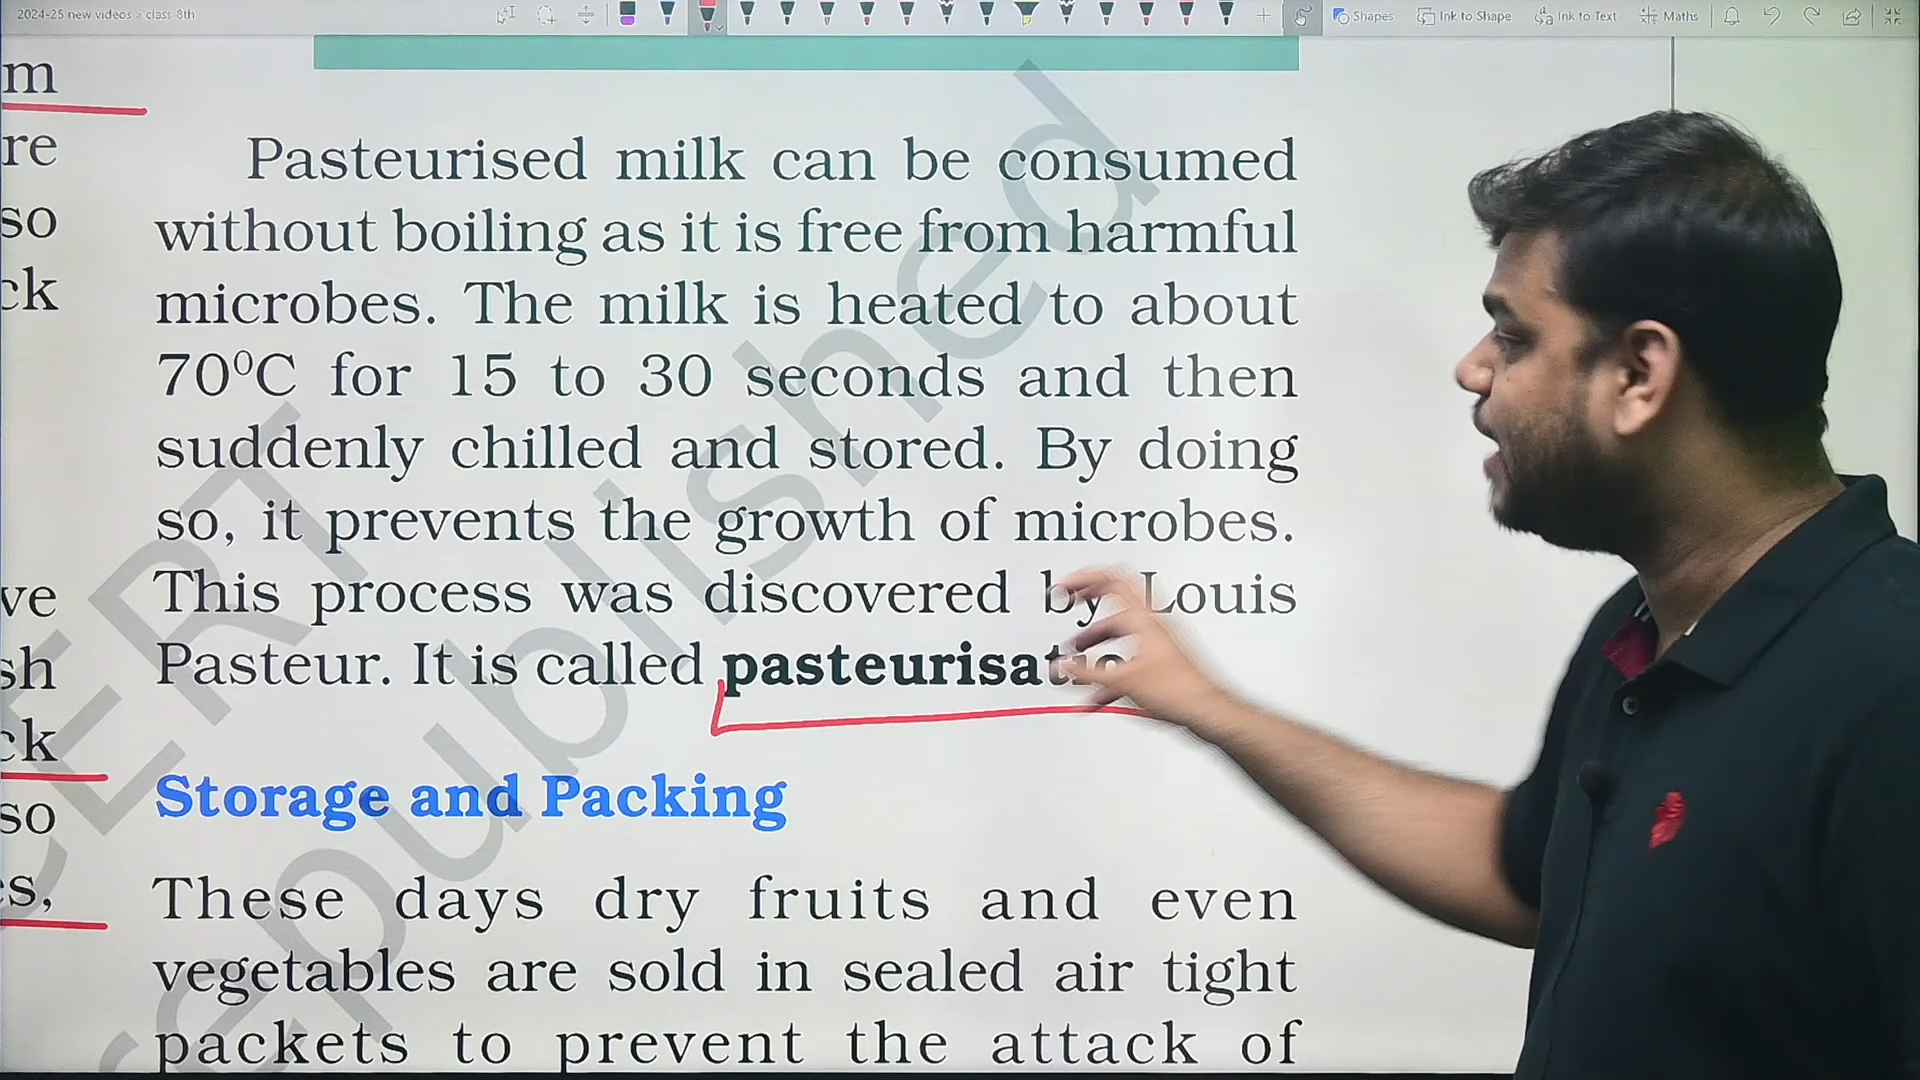 2024-25 new videos a class 8th
Shapes
Ink to Shape
Ink to Text
Maths
m
re
so
ck
ve
sh
ck
so
es,
Pasteurised milk can be consumed
without boiling as it is free from harmful
microbes. The milk is heated to about
70⁰C for 15 to 30 seconds and then
suddenly chilled and stored. By doing
so, it prevents the growth of microbes.
This process was discovered by Louis
Pasteur. It is called pasteurisatio
Storage and Packing
These days dry fruits and even
vegetables are sold in sealed air tight
packets to prevent the attack of